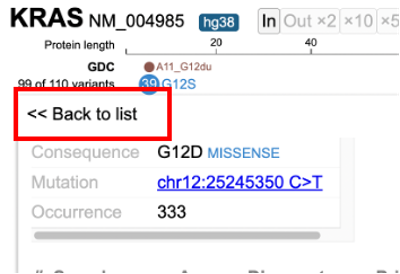 KRAS NM_004985 hg38 In Out ×2 ×10 ×5
Protein length 20 40
GDC A11_G12du
99 of 110 variants 39 G12S
<< Back to list
Consequence G12D MISSENSE
Mutation chr12:25245350 C>T
Occurrence 333